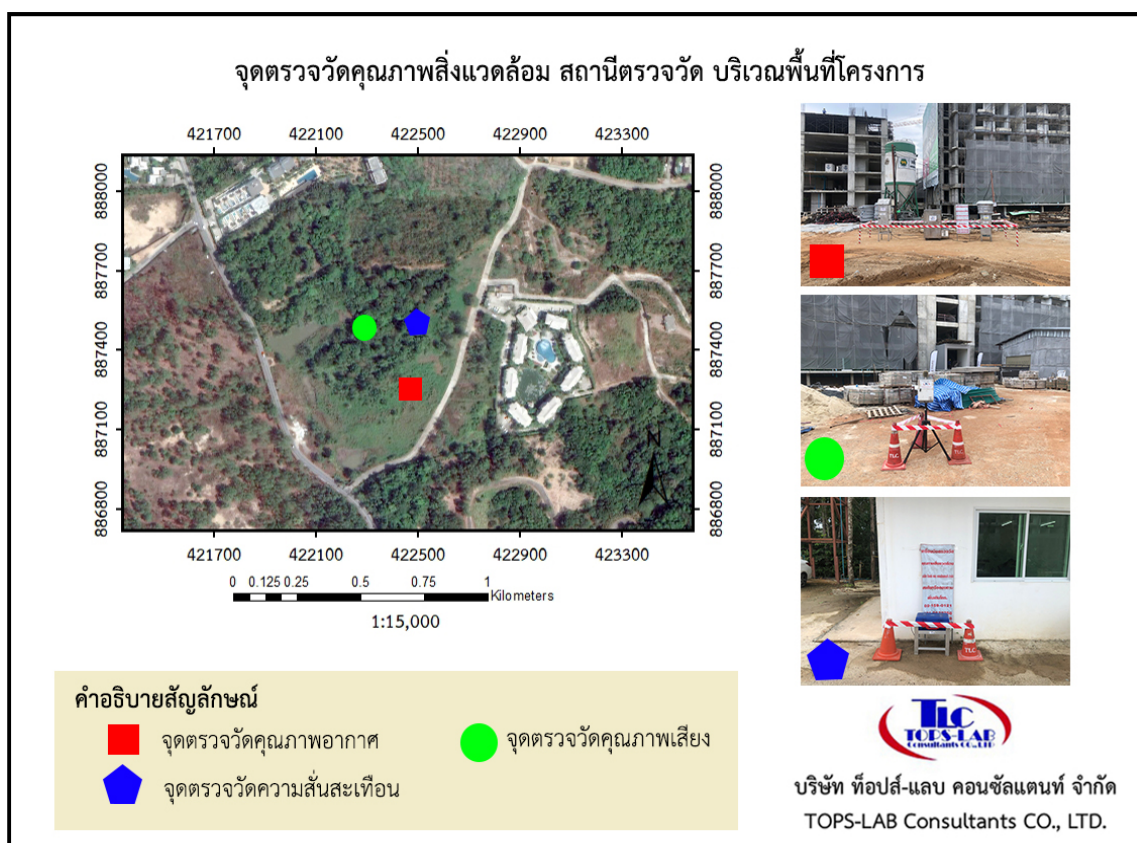 จุดตรวจวัดคุณภาพสิ่งแวดล้อม สถานีตรวจวัด บริเวณพื้นที่โครงการ
421700 422100 422500 422900 423300
888000 888000
887700 887700
887400 887400
887100 887100
886800 886800
N
421700 422100 422500 422900 423300
0 0.125 0.25 0.5 0.75 1
Kilometers
1:15,000
TLC TLC
TLC
คำอธิบายสัญลักษณ์
จุดตรวจวัดคุณภาพอากาศ
จุดตรวจวัดคุณภาพเสียง
จุดตรวจวัดความสั่นสะเทือน
TLC
TOPS-LAB
Consultants CO.,LTD
บริษัท ท็อปส์-แลบ คอนซัลแตนท์ จำกัด
TOPS-LAB Consultants CO., LTD.